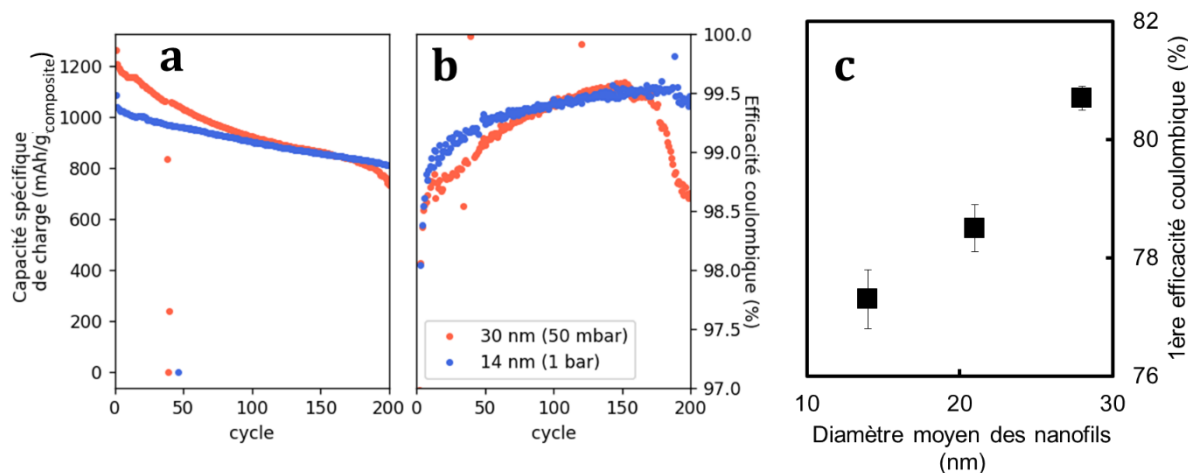 a
Capacité spécifique
de charge (mAh/gcomposite)
1200
1000
800
600
400
200
0
0
50
100
150
200
cycle
b
100.0
99.5
99.0
98.5
98.0
97.5
97.0
Efficacité coulombique (%)
30 nm (50 mbar)
14 nm (1 bar)
0
50
100
150
200
cycle
c
82
80
78
76
1ère efficacité coulombique (%)
10
20
30
Diamètre moyen des nanofils
(nm)